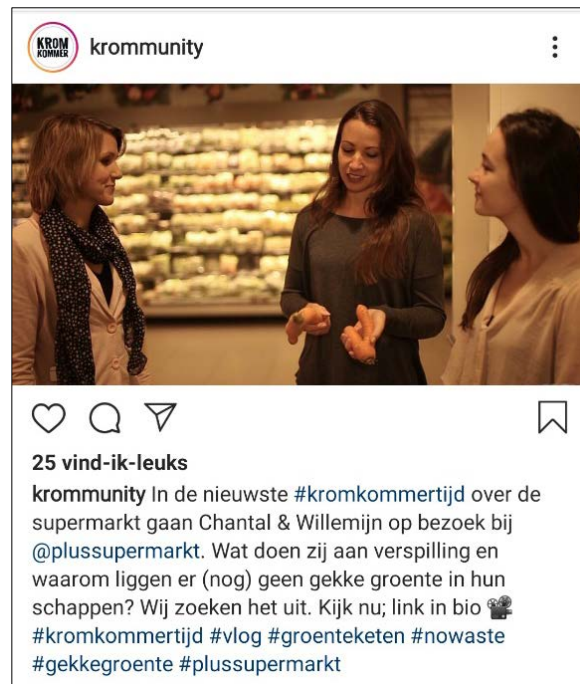 KROM
KOMMER
krommunity
25 vind-ik-leuks
krommunity In de nieuwste #kromkommertijd over de
supermarkt gaan Chantal & Willemijn op bezoek bij
@plussupermarkt. Wat doen zij aan verspilling en
waarom liggen er (nog) geen gekke groente in hun
schappen? Wij zoeken het uit. Kijk nu; link in bio 🎥
#kromkommertijd #vlog #groenteketen #nowaste
#gekkegroente #plussupermarkt